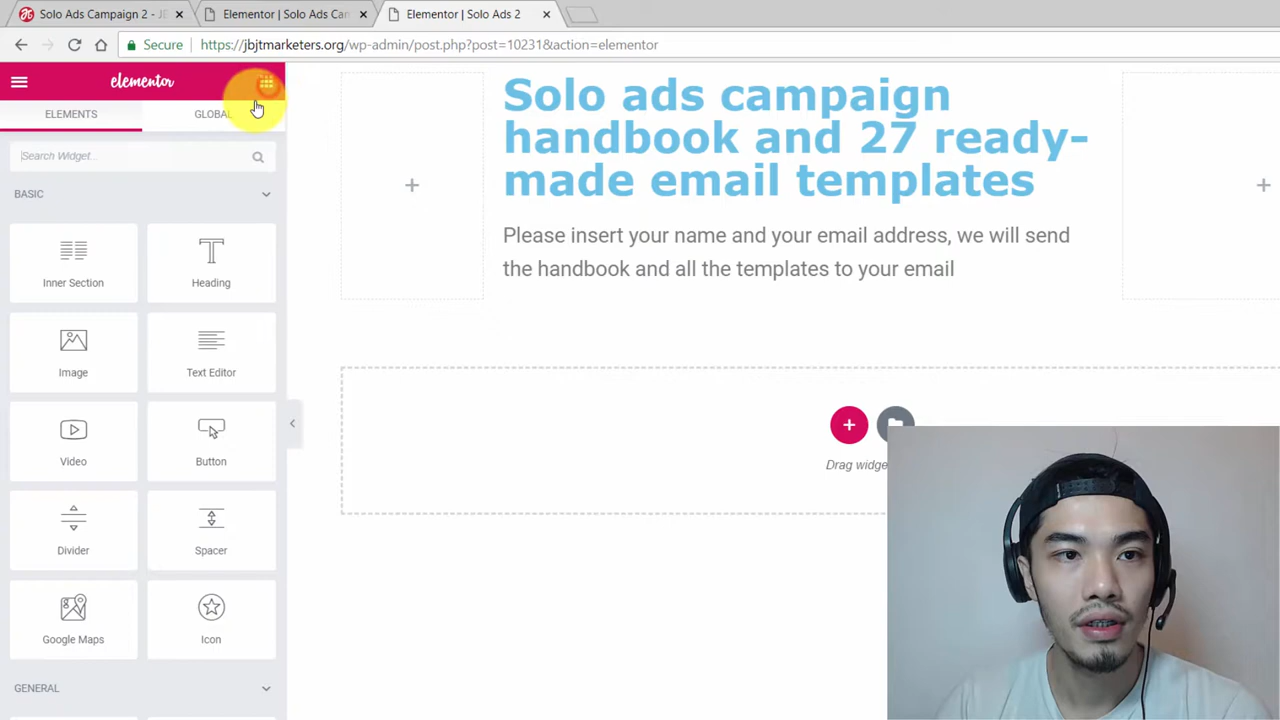 Solo Ads Campaign 2 - JE
Elementor | Solo Ads Can
Elementor | Solo Ads 2
Secure
https://jbjtmarketers.org/wp-admin/post.php?post=10231&action=elementor
elementor
ELEMENTS
GLOBAL
Search Widget...
BASIC
Inner Section
Heading
Image
Text Editor
Video
Button
Divider
Spacer
Google Maps
Icon
GENERAL
Solo ads campaign
handbook and 27 ready-
made email templates
Please insert your name and your email address, we will send
the handbook and all the templates to your email
Drag widge